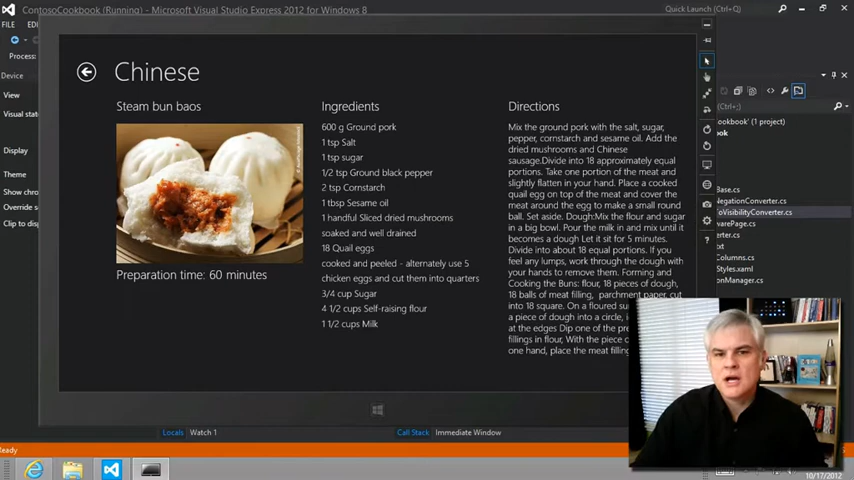 ContosoCookbook (Running) - Microsoft Visual Studio Express 2012 for Windows 8
Quick Launch (Ctrl+Q)
FILE
Process:
Device
View
Visual state
Display
Theme
Show chro
Override s
Clip to disp
Chinese
Steam bun baos
Preparation time: 60 minutes
Ingredients
600 g Ground pork
1 tsp Salt
1 tsp sugar
1/2 tsp Ground black pepper
2 tsp Cornstarch
1 tbsp Sesame oil
1 handful Sliced dried mushrooms
soaked and well drained
18 Quail eggs
cooked and peeled - alternately use 5
chicken eggs and cut them into quarters
3/4 cup Sugar
4 1/2 cups Self-raising flour
1 1/2 cups Milk
Directions
Mix the ground pork with the salt, sugar,
pepper, cornstarch and sesame oil. Add the
dried mushrooms and Chinese
sausage.Divide into 18 approximately equal
portions. Take one portion of the meat and
slightly flatten in your hand. Place a cooked
quail egg on top of the meat and cover the
meat around the egg to make a small round
ball. Set aside. Dough:Mix the flour and sugar
in a big bowl. Pour the milk in and mix until it
becomes a dough Let it sit for 5 minutes.
Divide into about 18 equal portions. If you
feel any lumps, work through the dough with
your hands to remove them. Forming and
Cooking the Buns: flour, 18 pieces of dough,
18 balls of meat filling, parchment paper, cut
into 18 square. On a floured su
a piece of dough into a circle,
at the edges Dip one of the pre
fillings in flour, With the piece o
one hand, place the meat filling
(Ctrl+;)
ookbook' (1 project)
ook
Base.cs
NegationConverter.cs
ToVisibilityConverter.cs
warePage.cs
erter.cs
Columns.cs
Styles.xaml
onManager.cs
Locals
Watch 1
Call Stack
Immediate Window
Ready
10/17/2012